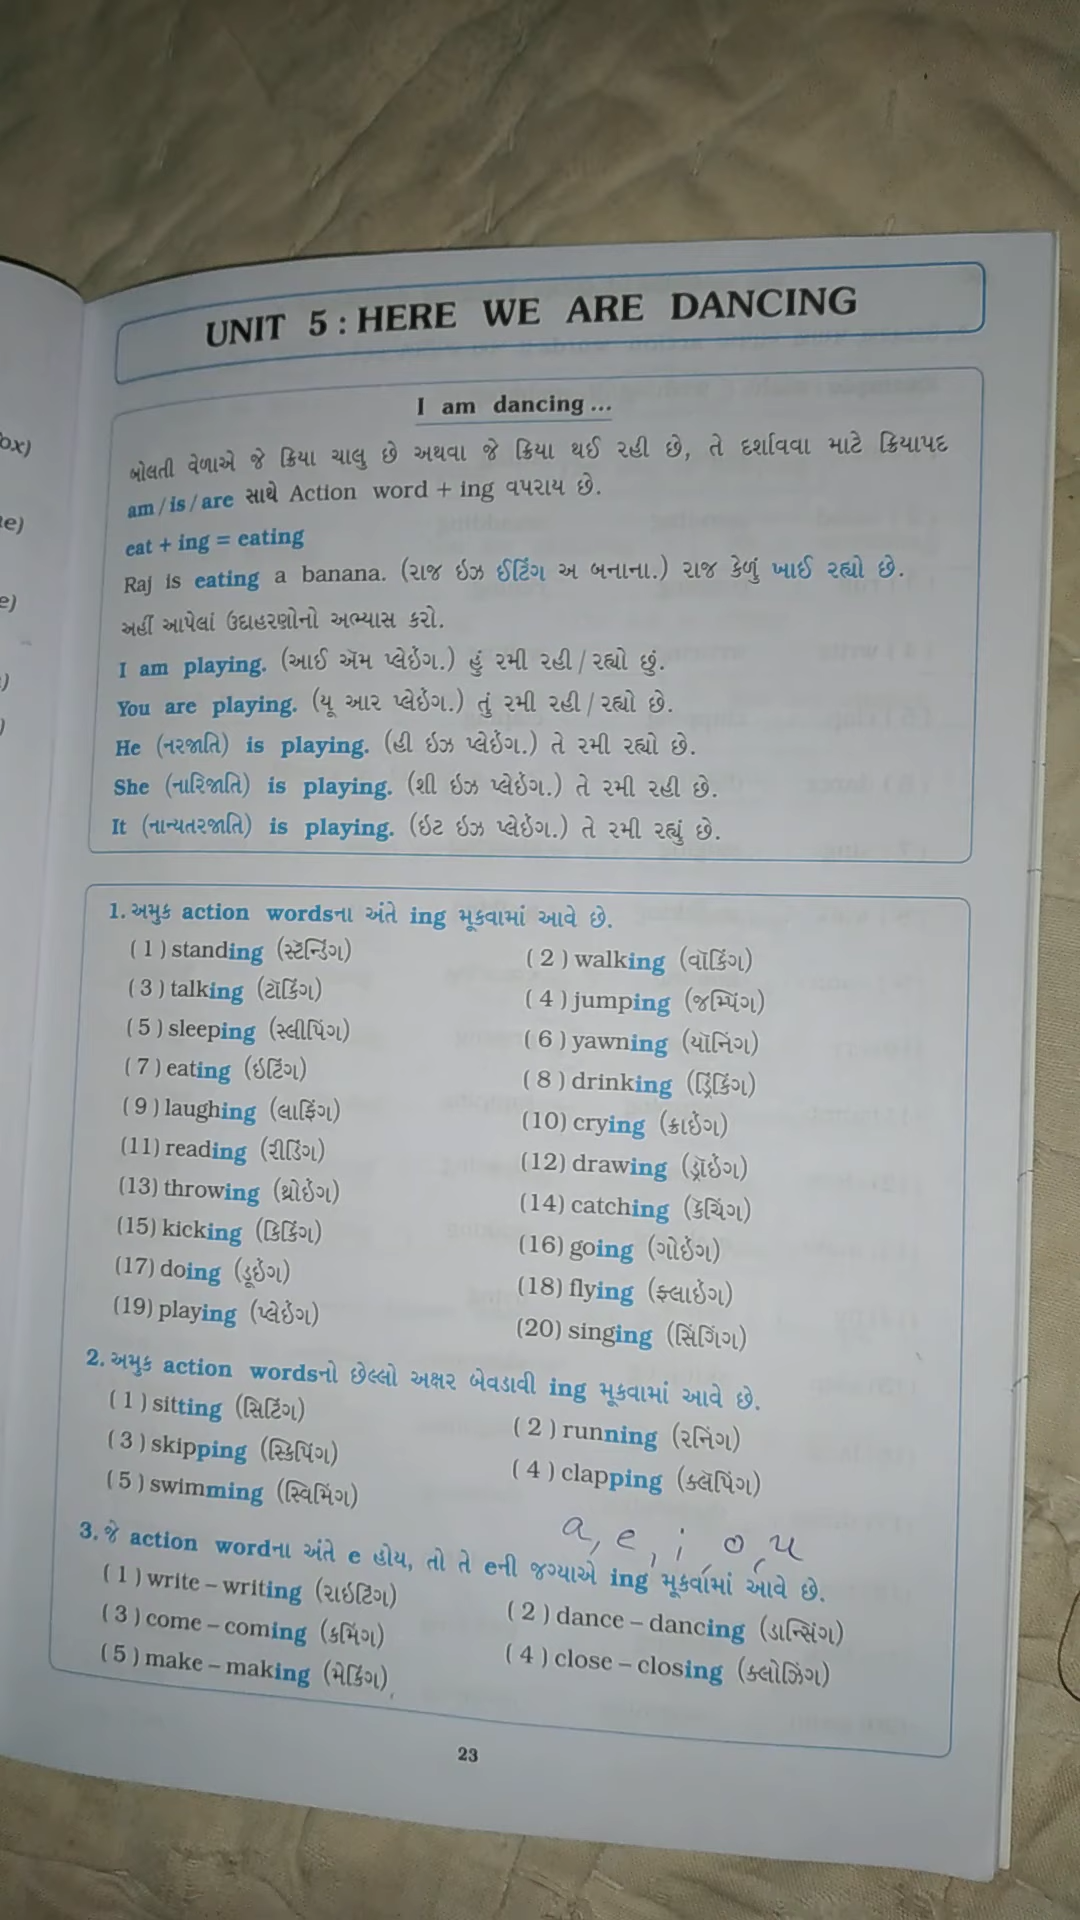 ox)
e)
e)
)
)
UNIT 5 : HERE WE ARE DANCING
I am dancing ...
બોલતી વેળાએ જે ક્રિયા ચાલુ છે અથવા જે ક્રિયા થઈ રહી છે, તે દર્શાવવા માટે ક્રિયાપદ
am / is / are સાથે Action word + ing વપરાય છે.
eat + ing = eating
Raj is eating a banana. (રાજ ઇઝ ઈટિંગ અ બનાના.) રાજ કેળું ખાઈ રહ્યો છે.
અહીં આપેલાં ઉદાહરણોનો અભ્યાસ કરો.
I am playing. (આઈ ઍમ પ્લેઇંગ.) હું રમી રહી / રહ્યો છું.
You are playing. (યૂ આર પ્લેઇંગ.) તું રમી રહી / રહ્યો છે.
He (નરજાતિ) is playing. (હી ઇઝ પ્લેઇંગ.) તે રમી રહ્યો છે.
She (નારિજાતિ) is playing. (શી ઇઝ પ્લેઇંગ.) તે રમી રહી છે.
It (નાન્યતરજાતિ) is playing. (ઇટ ઇઝ પ્લેઇંગ.) તે રમી રહ્યું છે.
1. અમુક action wordsના અંતે ing મૂકવામાં આવે છે.
( 1 ) standing (સ્ટૅન્ડિંગ) ( 2 ) walking (વૉકિંગ)
( 3 ) talking (ટૉકિંગ) ( 4 ) jumping (જમ્પિંગ)
( 5 ) sleeping (સ્લીપિંગ) ( 6 ) yawning (યૉનિંગ)
( 7 ) eating (ઇટિંગ) ( 8 ) drinking (ડ્રિંકિંગ)
( 9 ) laughing (લાફિંગ) (10) crying (ક્રાઇંગ)
(11) reading (રીડિંગ) (12) drawing (ડ્રૉઇંગ)
(13) throwing (થ્રોઇંગ) (14) catching (કૅચિંગ)
(15) kicking (કિકિંગ) (16) going (ગોઇંગ)
(17) doing (ડૂઇંગ) (18) flying (ફ્લાઇંગ)
(19) playing (પ્લેઇંગ) (20) singing (સિંગિંગ)
2. અમુક action wordsનો છેલ્લો અક્ષર બેવડાવી ing મૂકવામાં આવે છે.
( 1 ) sitting (સિટિંગ) ( 2 ) running (રનિંગ)
( 3 ) skipping (સ્કિપિંગ) ( 4 ) clapping (ક્લૅપિંગ)
( 5 ) swimming (સ્વિમિંગ)
a, e, i, o, u
3. જે action wordના અંતે e હોય, તો તે eની જગ્યાએ ing મૂકવામાં આવે છે.
( 1 ) write – writing (રાઇટિંગ) ( 2 ) dance – dancing (ડાન્સિંગ)
( 3 ) come – coming (કમિંગ) ( 4 ) close – closing (ક્લોઝિંગ)
( 5 ) make – making (મેકિંગ)
23